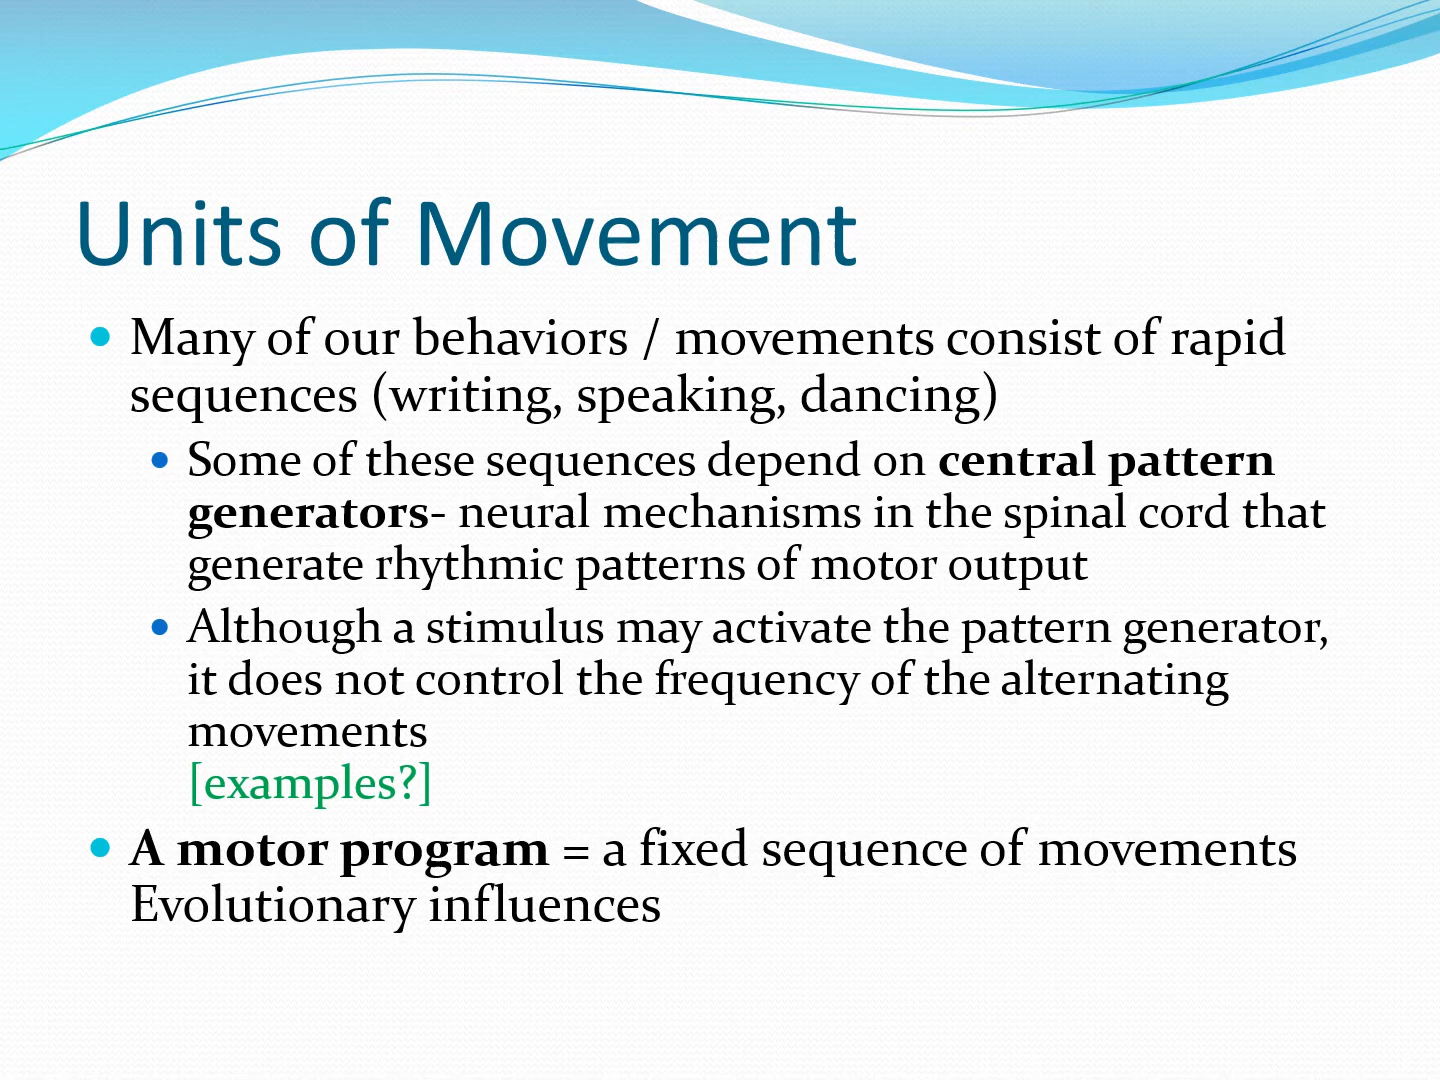 Units of Movement
Many of our behaviors / movements consist of rapid
sequences (writing, speaking, dancing)
Some of these sequences depend on central pattern
generators- neural mechanisms in the spinal cord that
generate rhythmic patterns of motor output
Although a stimulus may activate the pattern generator,
it does not control the frequency of the alternating
movements
[examples?]
A motor program = a fixed sequence of movements
Evolutionary influences